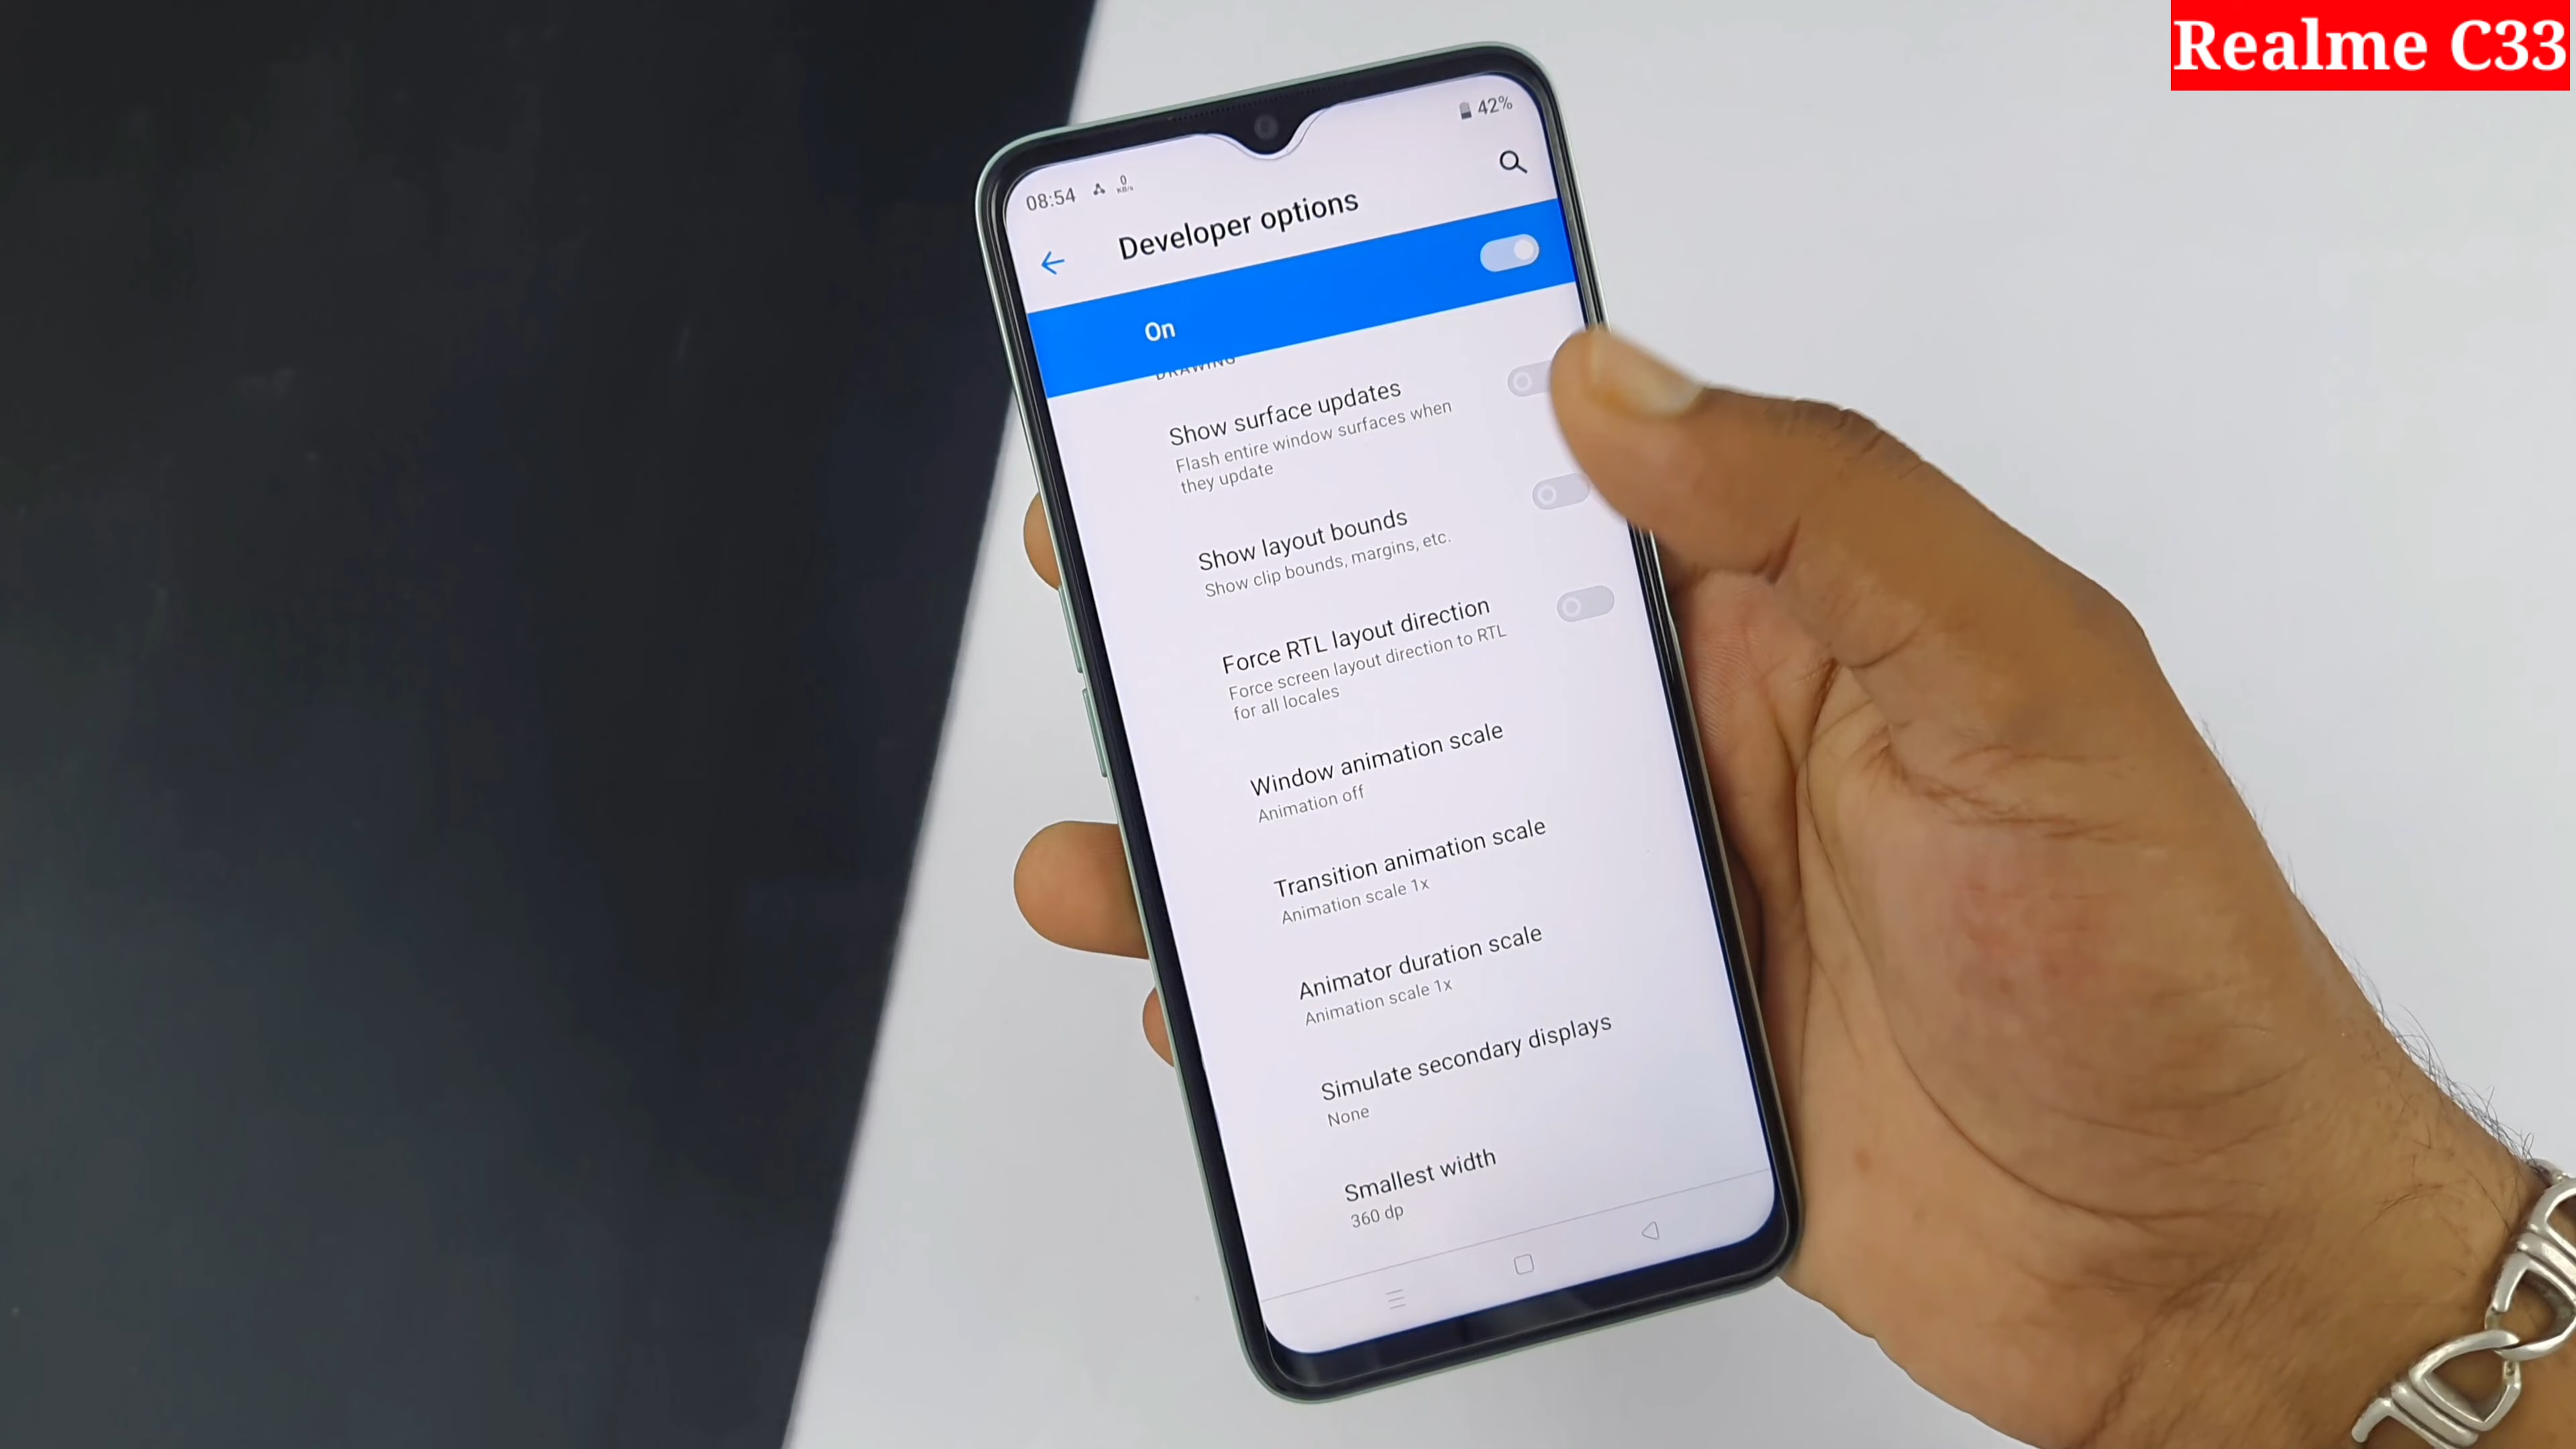 Realme C33
08:54
0
KB/s
42%
Developer options
On
DRAWING
Show surface updates
Flash entire window surfaces when
they update
Show layout bounds
Show clip bounds, margins, etc.
Force RTL layout direction
Force screen layout direction to RTL
for all locales
Window animation scale
Animation off
Transition animation scale
Animation scale 1x
Animator duration scale
Animation scale 1x
Simulate secondary displays
None
Smallest width
360 dp